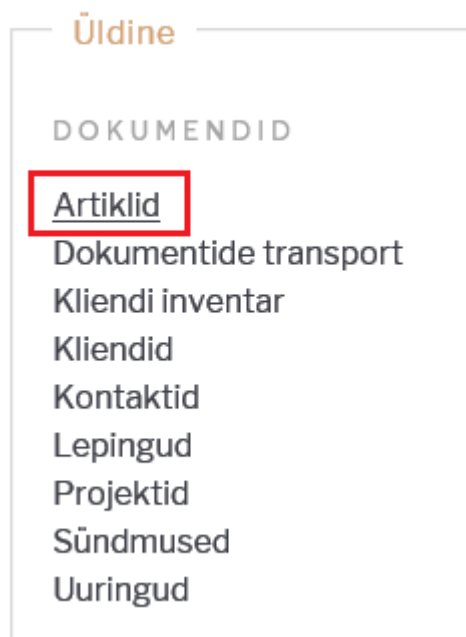 Üldine
DOKUMENDID
Artiklid
Dokumentide transport
Kliendi inventar
Kliendid
Kontaktid
Lepingud
Projektid
Sündmused
Uuringud